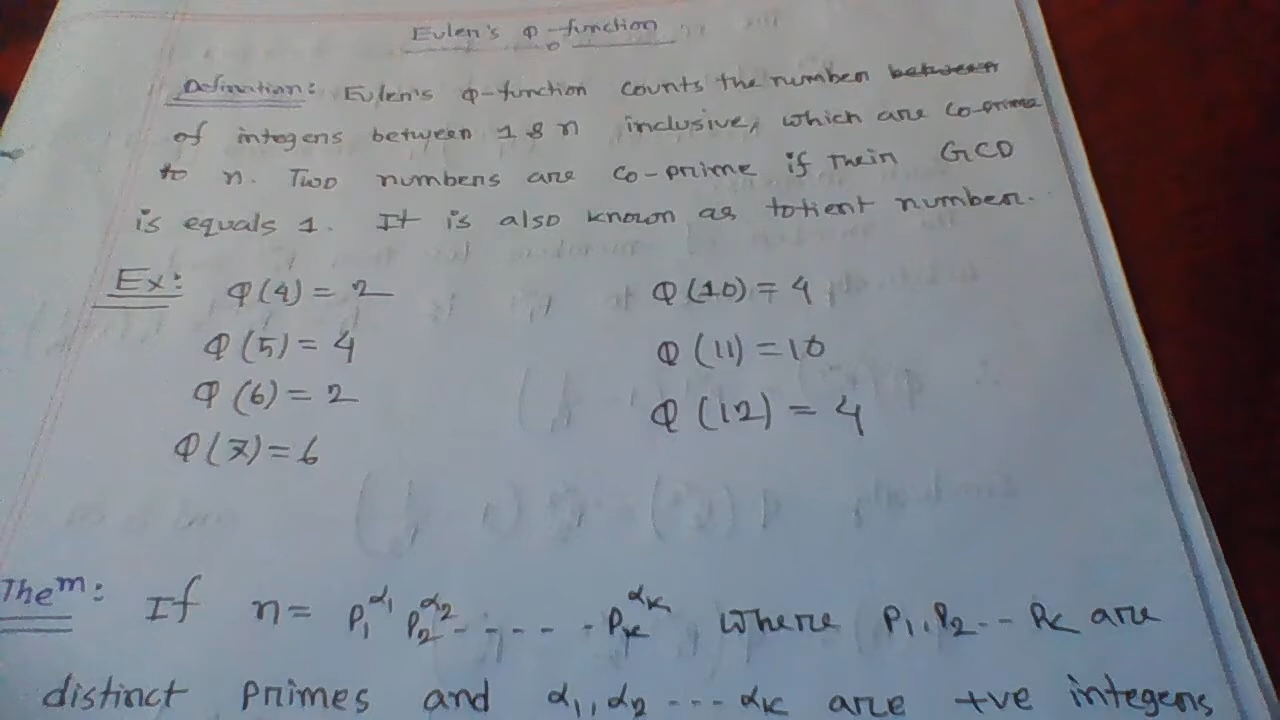 Euler's φ-function
Definition: Euler's φ-function counts the number between
of integers between 1 & n inclusive, which are co-prime
to n. Two numbers are co-prime if their GCD
is equals 1. It is also known as totient number.
Ex: φ(4) = 2 φ(10) = 4
φ(5) = 4 φ(11) = 10
φ(6) = 2 φ(12) = 4
φ(7) = 6
Theᵐ: If n = p₁^α₁ p₂^α₂ - - - - - p_k^α_k, where p₁, p₂ - - p_k are
distinct primes and α₁, α₂ - - - α_k are +ve integers